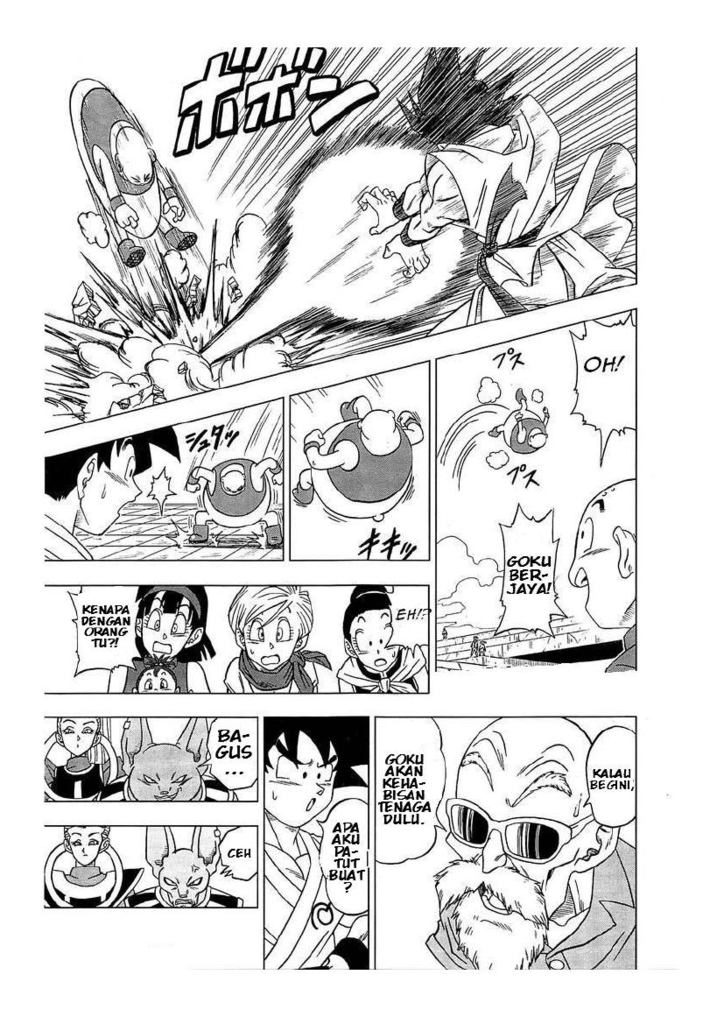 ボボボン
OH!
プス
プス
GOKU
BER-
JAYA!
キキッ
シュタッ
EH!?
KENAPA
DENGAN
ORANG
TU?!
KALAU
BEGINI,
GOKU
AKAN
KEHA-
BISAN
TENAGA
DULU.
APA
AKU
PA-
TUT
BUAT
?
BA-
GUS
...
CEH